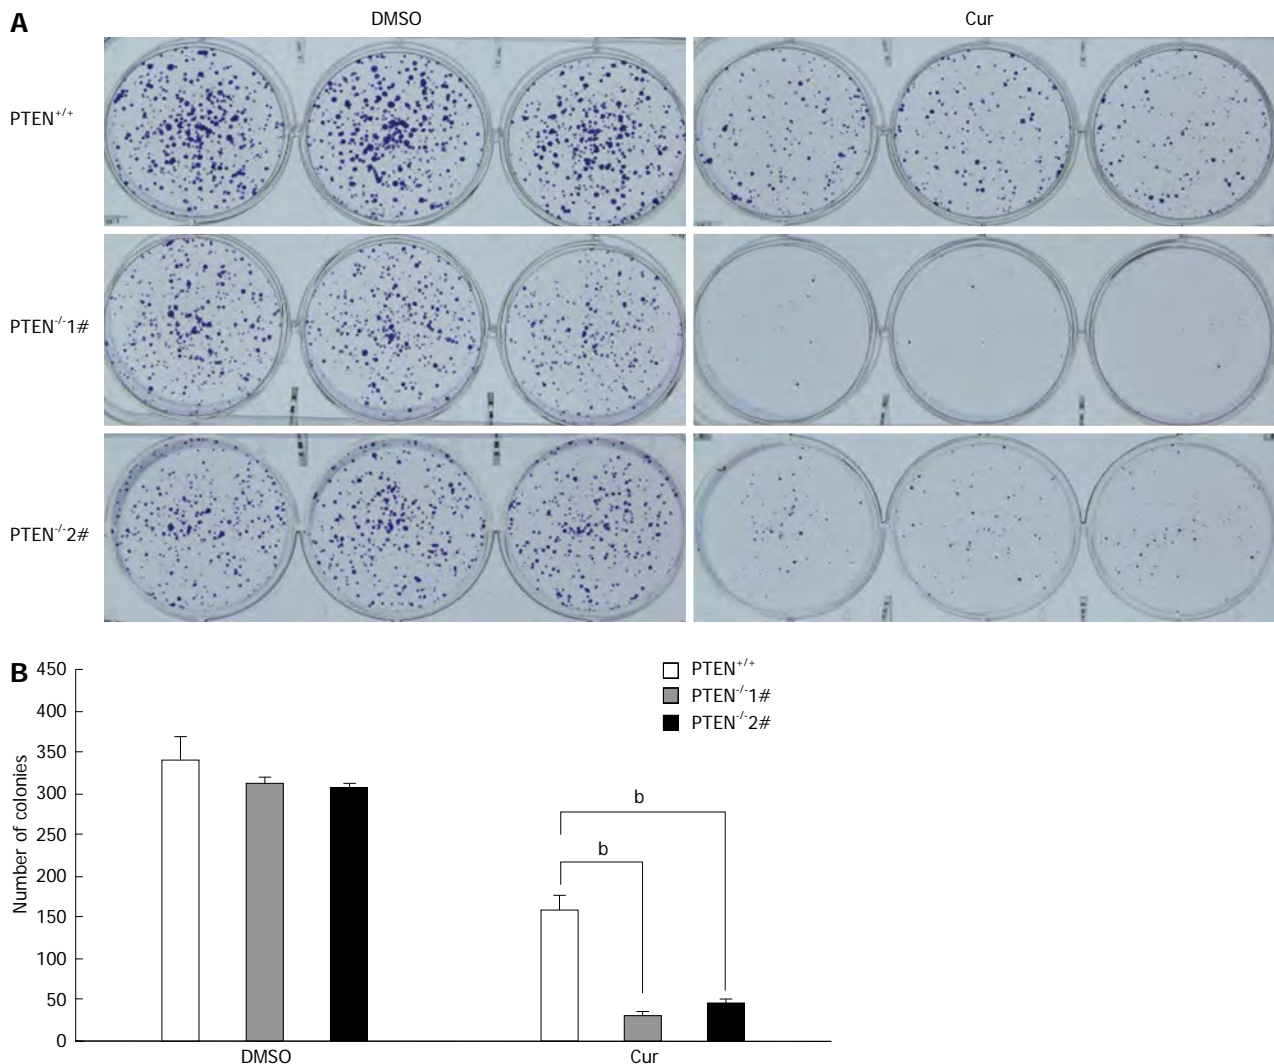 A
DMSO
Cur
PTEN+/+
PTEN-/-1#
PTEN-/-2#
B
Number of colonies
450
400
350
300
250
200
150
100
50
0
PTEN+/+
PTEN-/-1#
PTEN-/-2#
b
b
DMSO
Cur